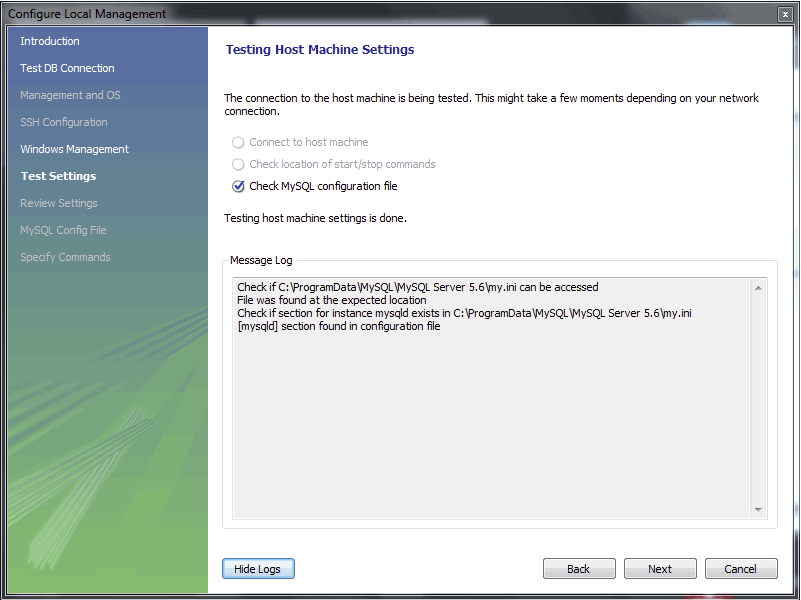 Configure Local Management
Introduction
Test DB Connection
Management and OS
SSH Configuration
Windows Management
Test Settings
Review Settings
MySQL Config File
Specify Commands
Testing Host Machine Settings
The connection to the host machine is being tested. This might take a few moments depending on your network
connection.
Connect to host machine
Check location of start/stop commands
Check MySQL configuration file
Testing host machine settings is done.
Message Log
Check if C:\ProgramData\MySQL\MySQL Server 5.6\my.ini can be accessed
File was found at the expected location
Check if section for instance mysqld exists in C:\ProgramData\MySQL\MySQL Server 5.6\my.ini
[mysqld] section found in configuration file
Hide Logs
Back
Next
Cancel